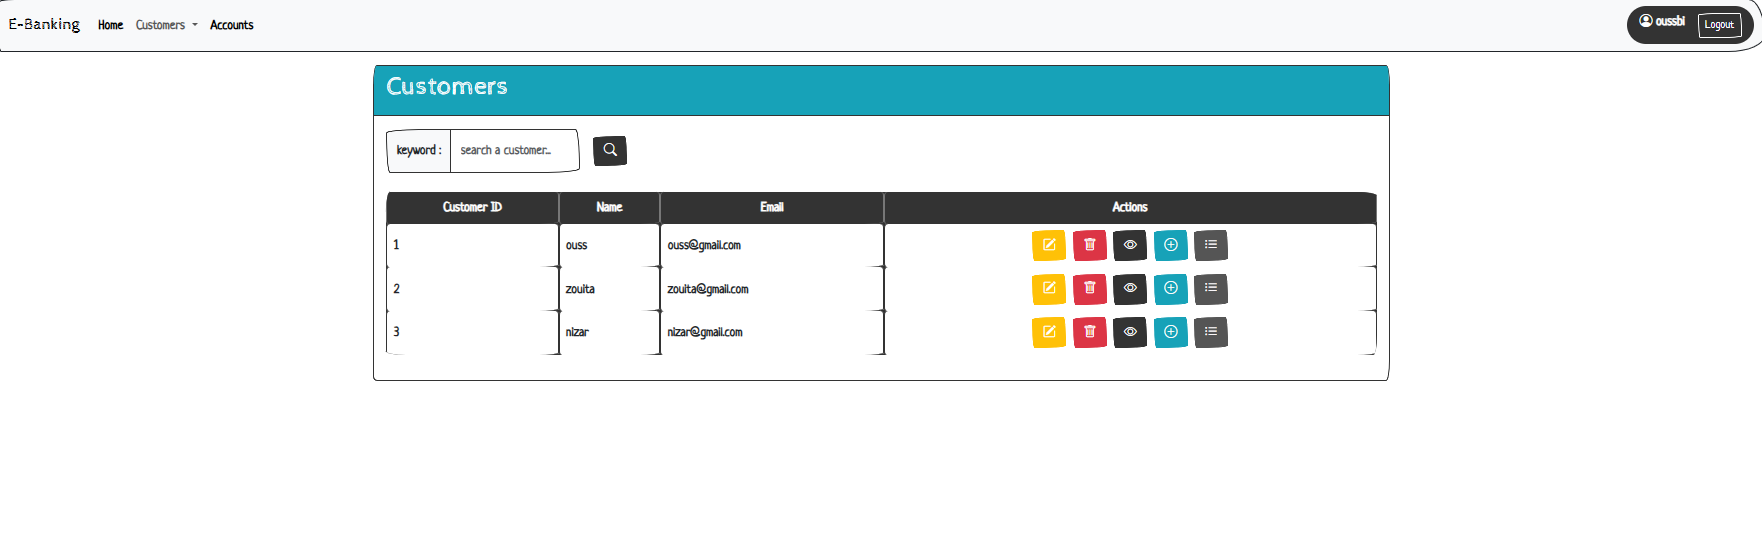 E-Banking Home Customers Accounts oussbi Logout
Customers
keyword : search a customer...
Customer ID Name Email Actions
1 ouss ouss@gmail.com
2 zouita zouita@gmail.com
3 nizar nizar@gmail.com